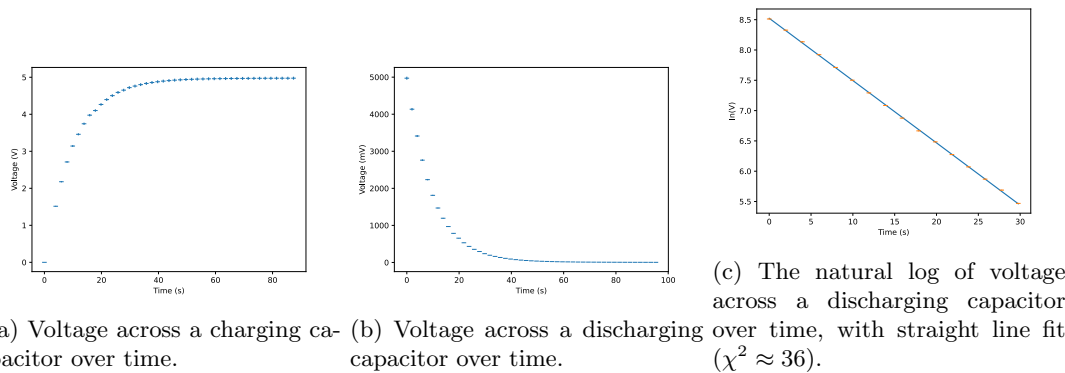 5
4
3
2
1
0
Voltage (V)
0 20 40 60 80
Time (s)
a) Voltage across a charging ca-
pacitor over time.
5000
4000
3000
2000
1000
0
Voltage (mV)
0 20 40 60 80 100
Time (s)
(b) Voltage across a discharging
capacitor over time.
8.5
8.0
7.5
7.0
6.5
6.0
5.5
ln(V)
0 5 10 15 20 25 30
Time (s)
(c) The natural log of voltage
across a discharging capacitor
over time, with straight line fit
(χ² ≈ 36).